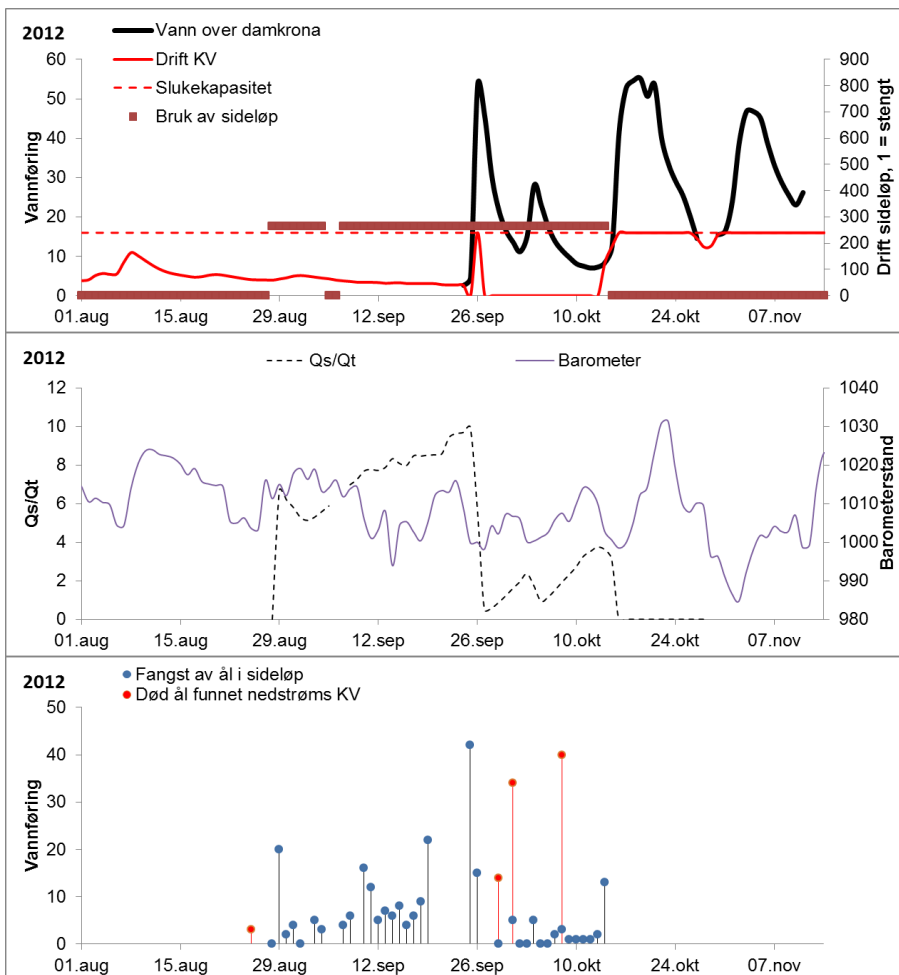 2012
Vann over damkrona
Drift KV
Slukekapasitet
Bruk av sideløp
60
50
40
30
20
10
0
Vannføring
900
800
700
600
500
400
300
200
100
0
Drift sideløp, 1 = stengt
01.aug 15.aug 29.aug 12.sep 26.sep 10.okt 24.okt 07.nov
2012
Qs/Qt
Barometer
12
10
8
6
4
2
0
Qs/Qt
1040
1030
1020
1010
1000
990
980
Barometerstand
01.aug 15.aug 29.aug 12.sep 26.sep 10.okt 24.okt 07.nov
2012
Fangst av ål i sideløp
Død ål funnet nedstrøms KV
50
40
30
20
10
0
Vannføring
01.aug 15.aug 29.aug 12.sep 26.sep 10.okt 24.okt 07.nov